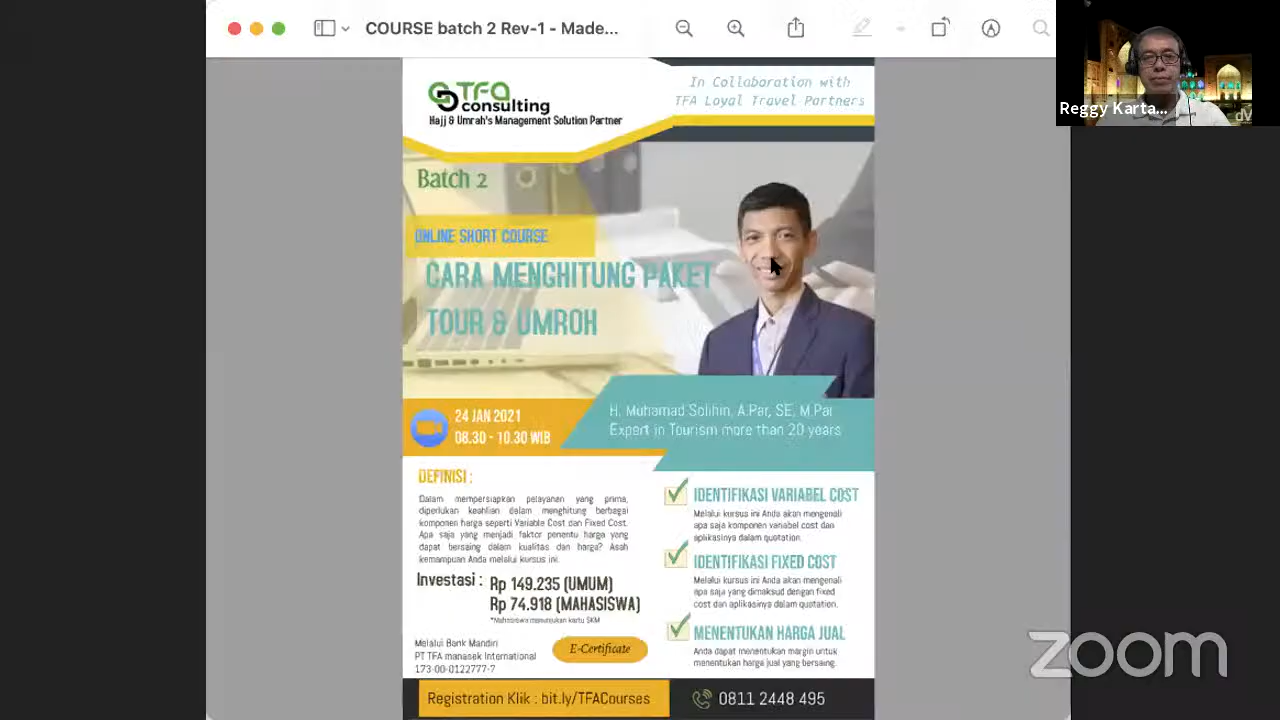 COURSE batch 2 Rev-1 - Made...
Reggy Karta...
TFA
consulting
Hajj & Umrah's Management Solution Partner
In Collaboration with
TFA Loyal Travel Partners
Batch 2
ONLINE SHORT COURSE
CARA MENGHITUNG PAKET
TOUR & UMROH
24 JAN 2021
08.30 - 10.30 WIB
H. Muhamad Solihin, A.Par, SE, M.Par
Expert in Tourism more than 20 years
DEFINISI :
Dalam mempersiapkan pelayanan yang prima,
diperlukan keahlian dalam menghitung berbagai
komponen harga seperti Variable Cost dan Fixed Cost.
Apa saja yang menjadi faktor penentu harga yang
dapat bersaing dalam kualitas dan harga? Asah
kemampuan Anda melalui kursus ini.
Investasi :
Rp 149.235 (UMUM)
Rp 74.918 (MAHASISWA)
*Mahasiswa menunjukan kartu SKM
Melalui Bank Mandiri
PT TFA manasek International
173-00-0122777-7
E-Certificate
IDENTIFIKASI VARIABEL COST
Melalui kursus ini Anda akan mengenali
apa saja komponen variabel cost dan
aplikasinya dalam quotation.
IDENTIFIKASI FIXED COST
Melalui kursus ini Anda akan mengenali
apa saja yang dimaksud dengan fixed
cost dan aplikasinya dalam quotation.
MENENTUKAN HARGA JUAL
Anda dapat menentukan margin untuk
menentukan harga jual yang bersaing.
Registration Klik : bit.ly/TFACourses
0811 2448 495
zoom